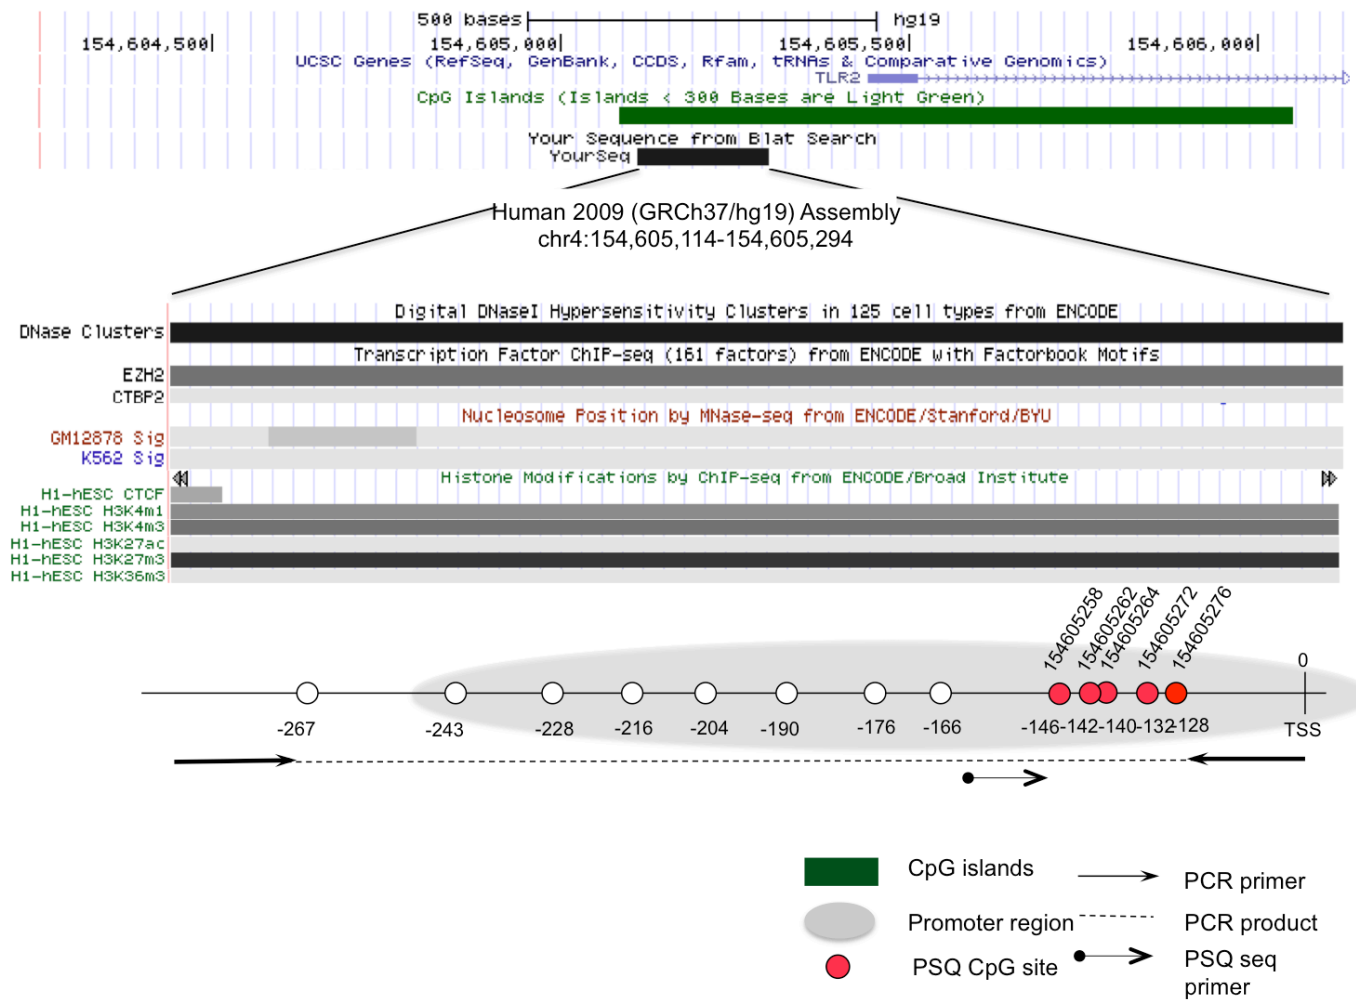 500 bases hg19
154,604,500| 154,605,000| 154,605,500| 154,606,000|
UCSC Genes (RefSeq, GenBank, CCDS, Rfam, tRNAs & Comparative Genomics)
TLR2
CpG Islands (Islands < 300 Bases are Light Green)
Your Sequence from Blat Search
YourSeq
Human 2009 (GRCh37/hg19) Assembly
chr4:154,605,114-154,605,294
Digital DNaseI Hypersensitivity Clusters in 125 cell types from ENCODE
DNase Clusters
Transcription Factor ChIP-seq (161 factors) from ENCODE with Factorbook Motifs
EZH2
CTBP2
Nucleosome Position by MNase-seq from ENCODE/Stanford/BYU
GM12878 Sig
K562 Sig
Histone Modifications by ChIP-seq from ENCODE/Broad Institute
H1-hESC CTCF
H1-hESC H3K4m1
H1-hESC H3K4m3
H1-hESC H3K27ac
H1-hESC H3K27m3
H1-hESC H3K36m3
154605258 154605262 154605264 154605272 154605276
0
-267 -243 -228 -216 -204 -190 -176 -166 -146 -142 -140 -132 -128 TSS
CpG islands PCR primer
Promoter region PCR product
PSQ CpG site PSQ seq
primer